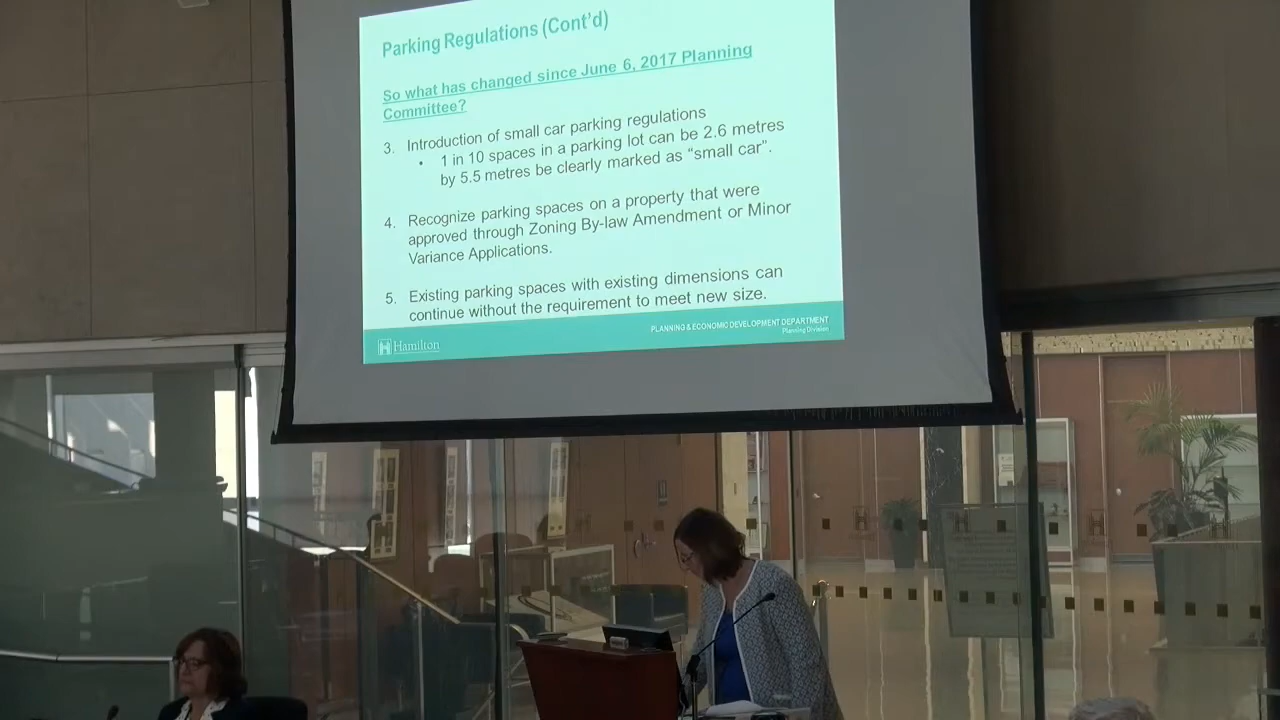 Parking Regulations (Cont'd)
So what has changed since June 6, 2017 Planning
Committee?
3. Introduction of small car parking regulations
• 1 in 10 spaces in a parking lot can be 2.6 metres
by 5.5 metres be clearly marked as "small car".
4. Recognize parking spaces on a property that were
approved through Zoning By-law Amendment or Minor
Variance Applications.
5. Existing parking spaces with existing dimensions can
continue without the requirement to meet new size.
Hamilton
PLANNING & ECONOMIC DEVELOPMENT DEPARTMENT
Planning Division